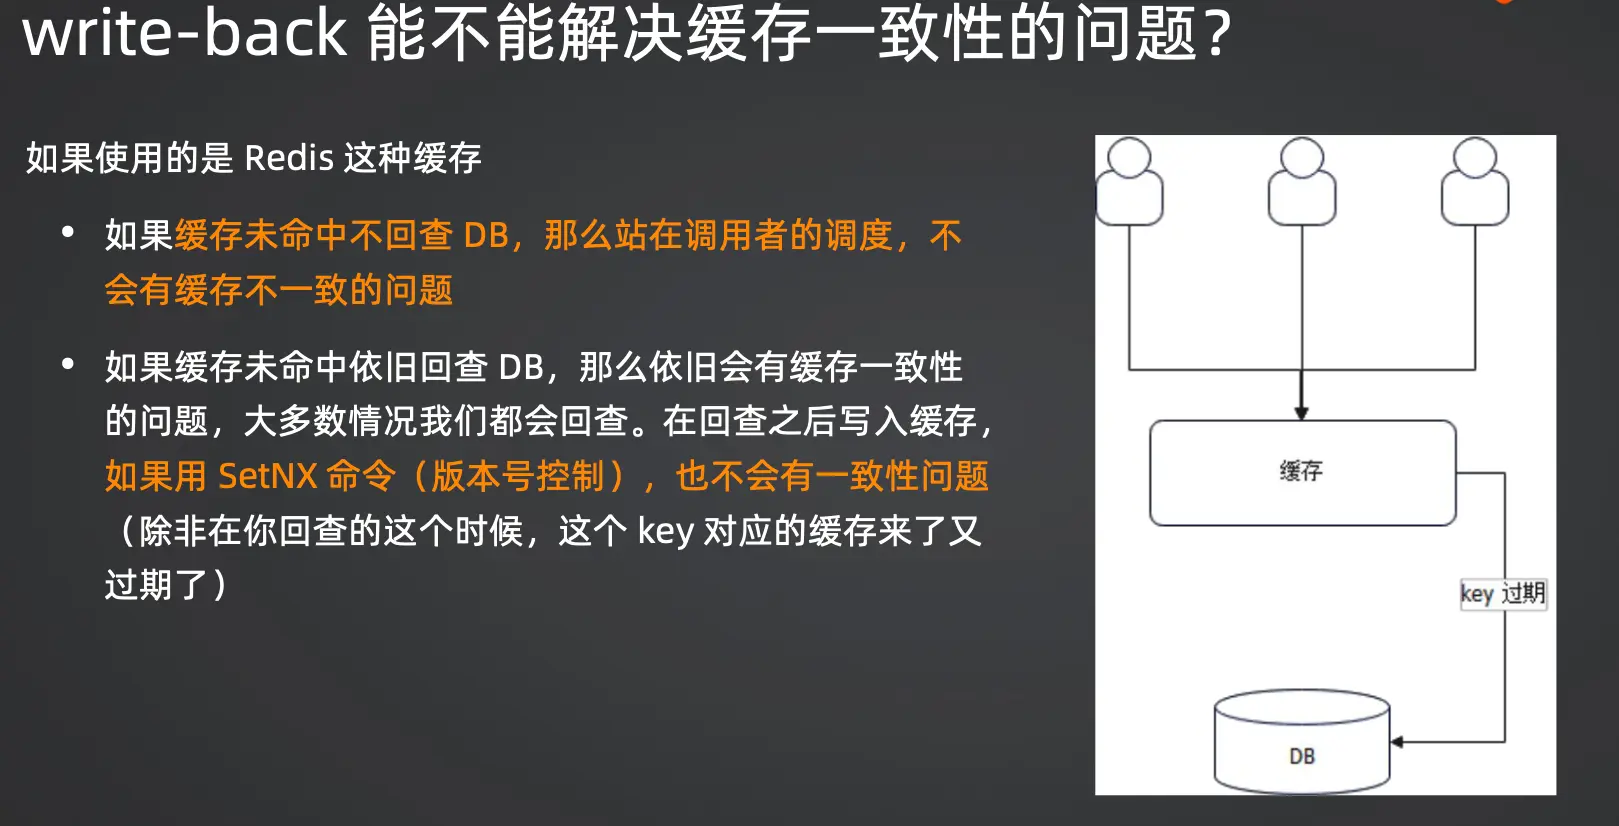 write-back 能不能解决缓存一致性的问题？
如果使用的是 Redis 这种缓存
• 如果缓存未命中不回查 DB，那么站在调用者的调度，不
会有缓存不一致的问题
• 如果缓存未命中依旧回查 DB，那么依旧会有缓存一致性
的问题，大多数情况我们都会回查。在回查之后写入缓存，
如果用 SetNX 命令（版本号控制），也不会有一致性问题
（除非在你回查的这个时候，这个 key 对应的缓存来了又
过期了）
缓存
key 过期
DB